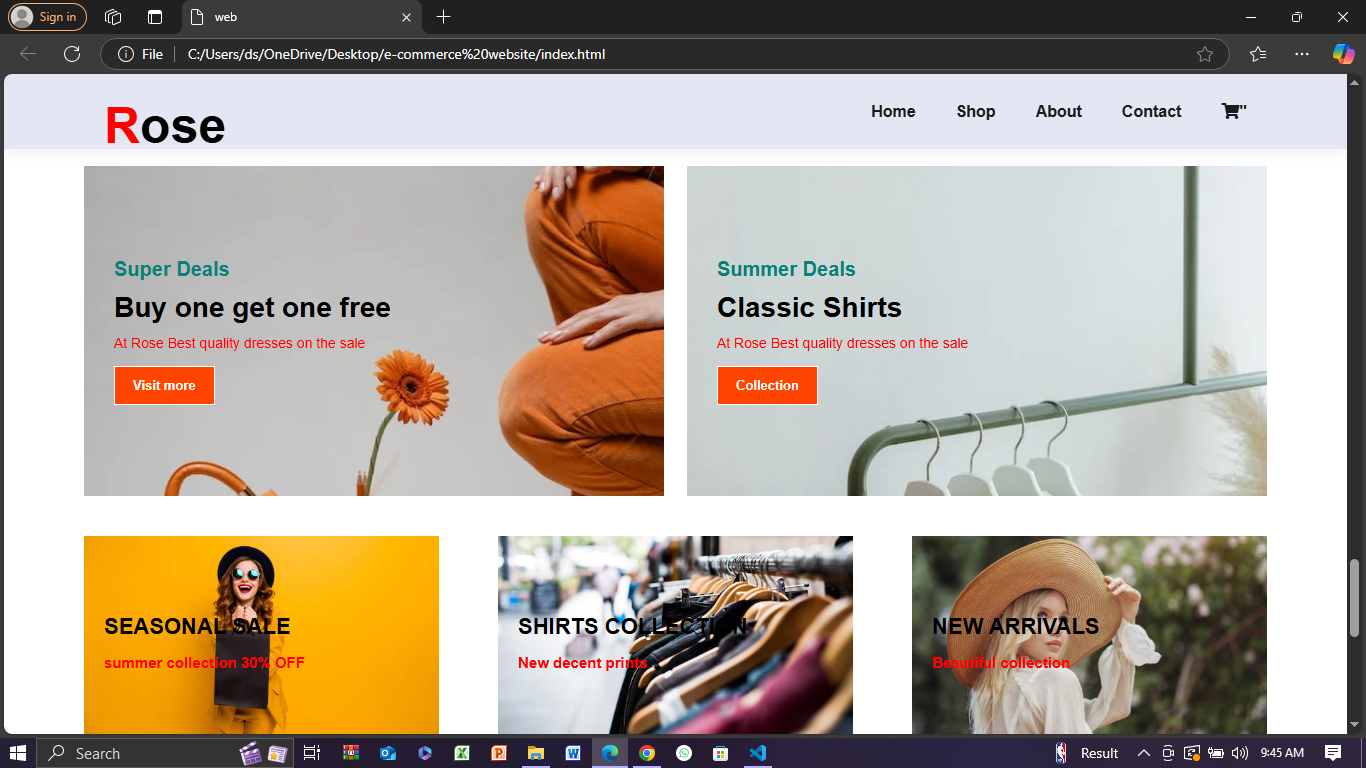 Sign in
web
File
C:/Users/ds/OneDrive/Desktop/e-commerce%20website/index.html
Rose
Home Shop About Contact "
Super Deals
Buy one get one free
At Rose Best quality dresses on the sale
Visit more
Summer Deals
Classic Shirts
At Rose Best quality dresses on the sale
Collection
SEASONAL SALE
summer collection 30% OFF
SHIRTS COLLECTION
New decent prints
NEW ARRIVALS
Beautiful collection
Search
Result
9:45 AM